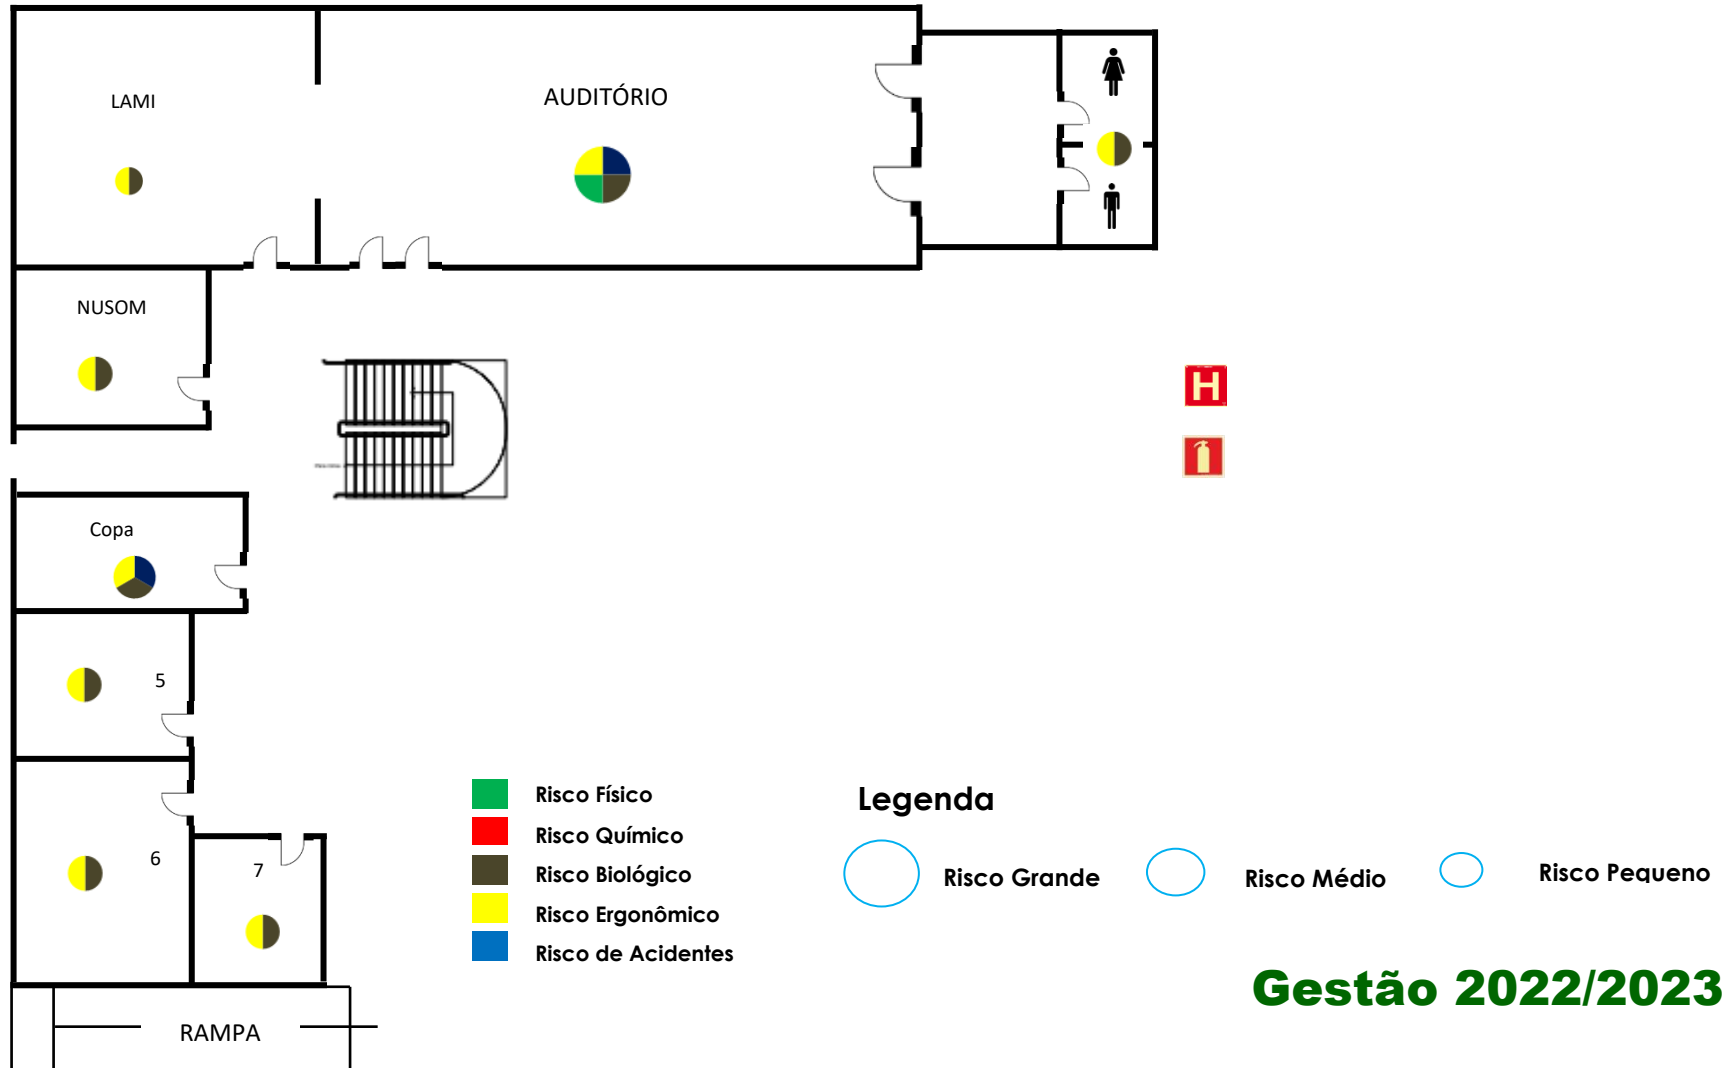 LAMI
AUDITÓRIO
NUSOM
H
Copa
5
6
7
RAMPA
Risco Físico
Risco Químico
Risco Biológico
Risco Ergonômico
Risco de Acidentes
Legenda
Risco Grande
Risco Médio
Risco Pequeno
Gestão 2022/2023